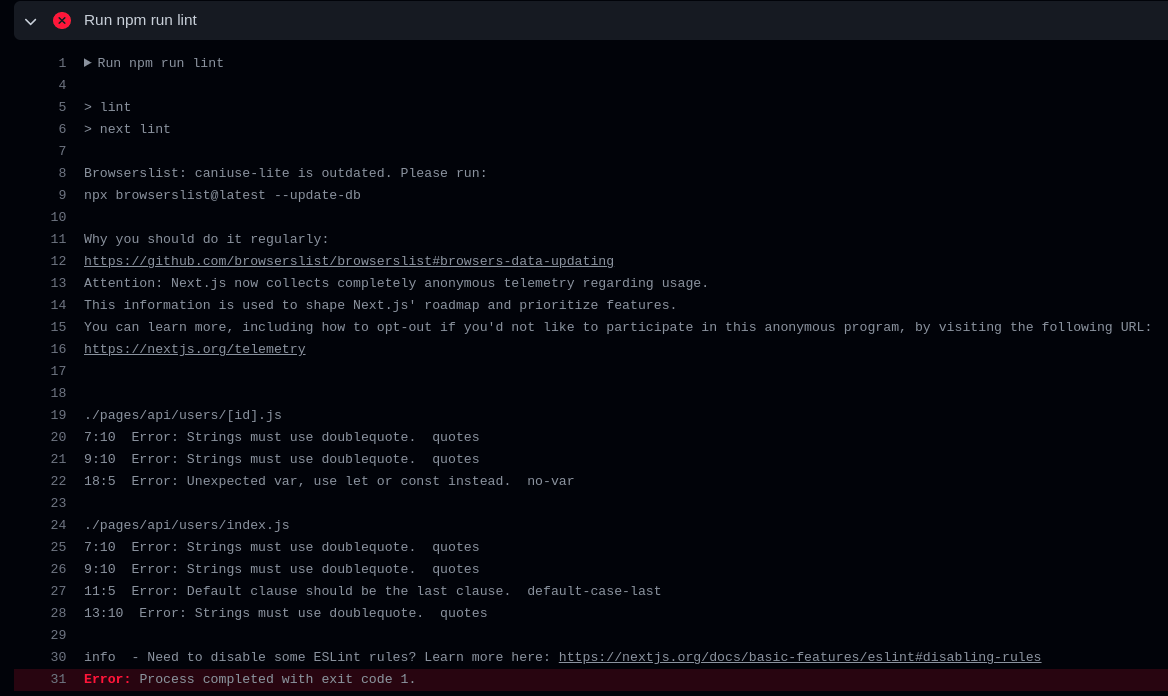 Run npm run lint
1 Run npm run lint
4
5 > lint
6 > next lint
7
8 Browserslist: caniuse-lite is outdated. Please run:
9 npx browserslist@latest --update-db
10
11 Why you should do it regularly:
12 https://github.com/browserslist/browserslist#browsers-data-updating
13 Attention: Next.js now collects completely anonymous telemetry regarding usage.
14 This information is used to shape Next.js' roadmap and prioritize features.
15 You can learn more, including how to opt-out if you'd not like to participate in this anonymous program, by visiting the following URL:
16 https://nextjs.org/telemetry
17
18
19 ./pages/api/users/[id].js
20 7:10  Error: Strings must use doublequote.  quotes
21 9:10  Error: Strings must use doublequote.  quotes
22 18:5  Error: Unexpected var, use let or const instead.  no-var
23
24 ./pages/api/users/index.js
25 7:10  Error: Strings must use doublequote.  quotes
26 9:10  Error: Strings must use doublequote.  quotes
27 11:5  Error: Default clause should be the last clause.  default-case-last
28 13:10  Error: Strings must use doublequote.  quotes
29
30 info  - Need to disable some ESLint rules? Learn more here: https://nextjs.org/docs/basic-features/eslint#disabling-rules
31 Error: Process completed with exit code 1.